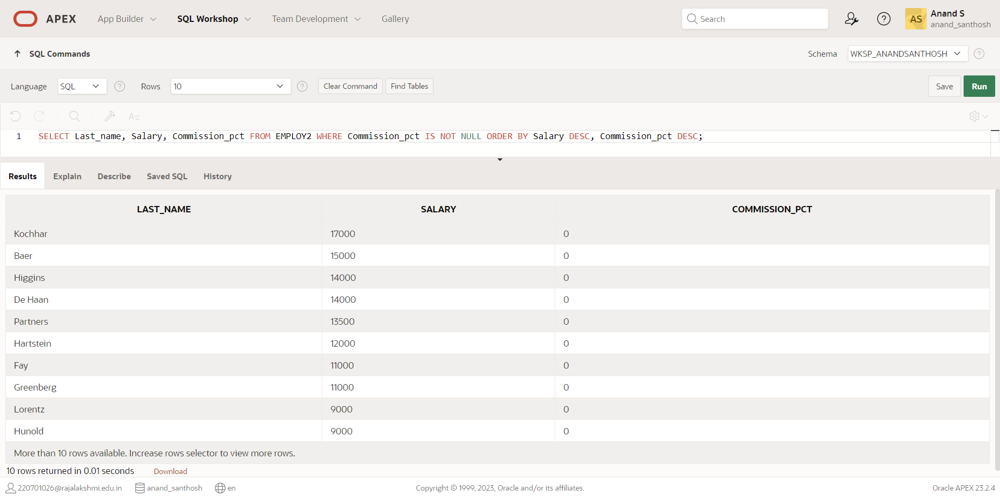 APEX App Builder SQL Workshop Team Development Gallery Search Anand S
AS anand_santhosh
SQL Commands Schema WKSP_ANANDSANTHOSH ?
Language SQL ? Rows 10 ? Clear Command Find Tables Save Run
A
1 SELECT Last_name, Salary, Commission_pct FROM EMPLOY2 WHERE Commission_pct IS NOT NULL ORDER BY Salary DESC, Commission_pct DESC;
Results Explain Describe Saved SQL History
LAST_NAME SALARY COMMISSION_PCT
Kochhar 17000 0
Baer 15000 0
Higgins 14000 0
De Haan 14000 0
Partners 13500 0
Hartstein 12000 0
Fay 11000 0
Greenberg 11000 0
Lorentz 9000 0
Hunold 9000 0
More than 10 rows available. Increase rows selector to view more rows.
10 rows returned in 0.01 seconds Download
220701026@rajalakshmi.edu.in anand_santhosh en Copyright © 1999, 2023, Oracle and/or its affiliates. Oracle APEX 23.2.4